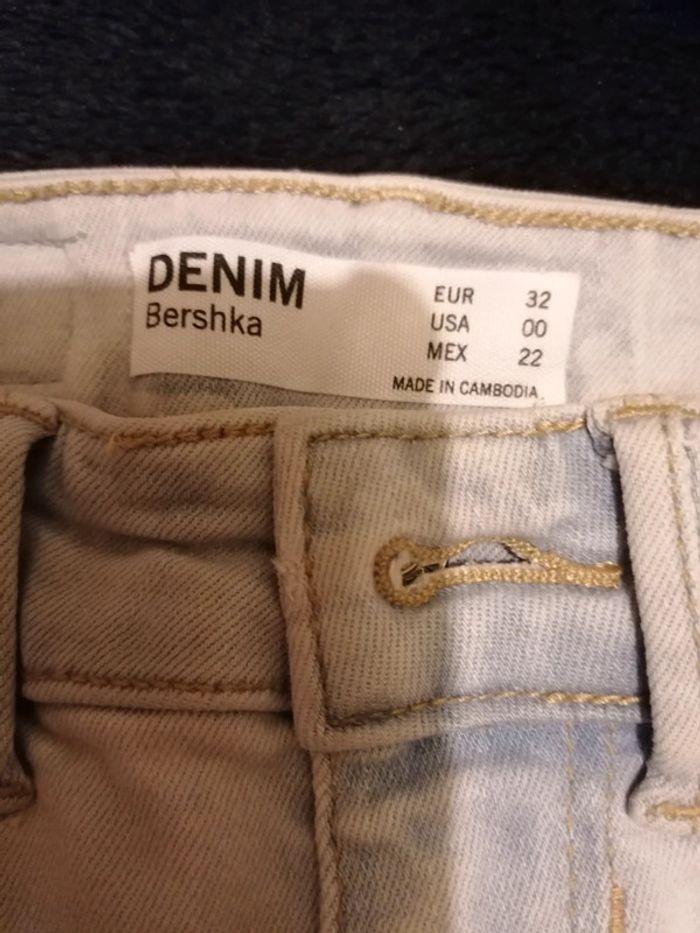 DENIM
Bershka
EUR 32
USA 00
MEX 22
MADE IN CAMBODIA